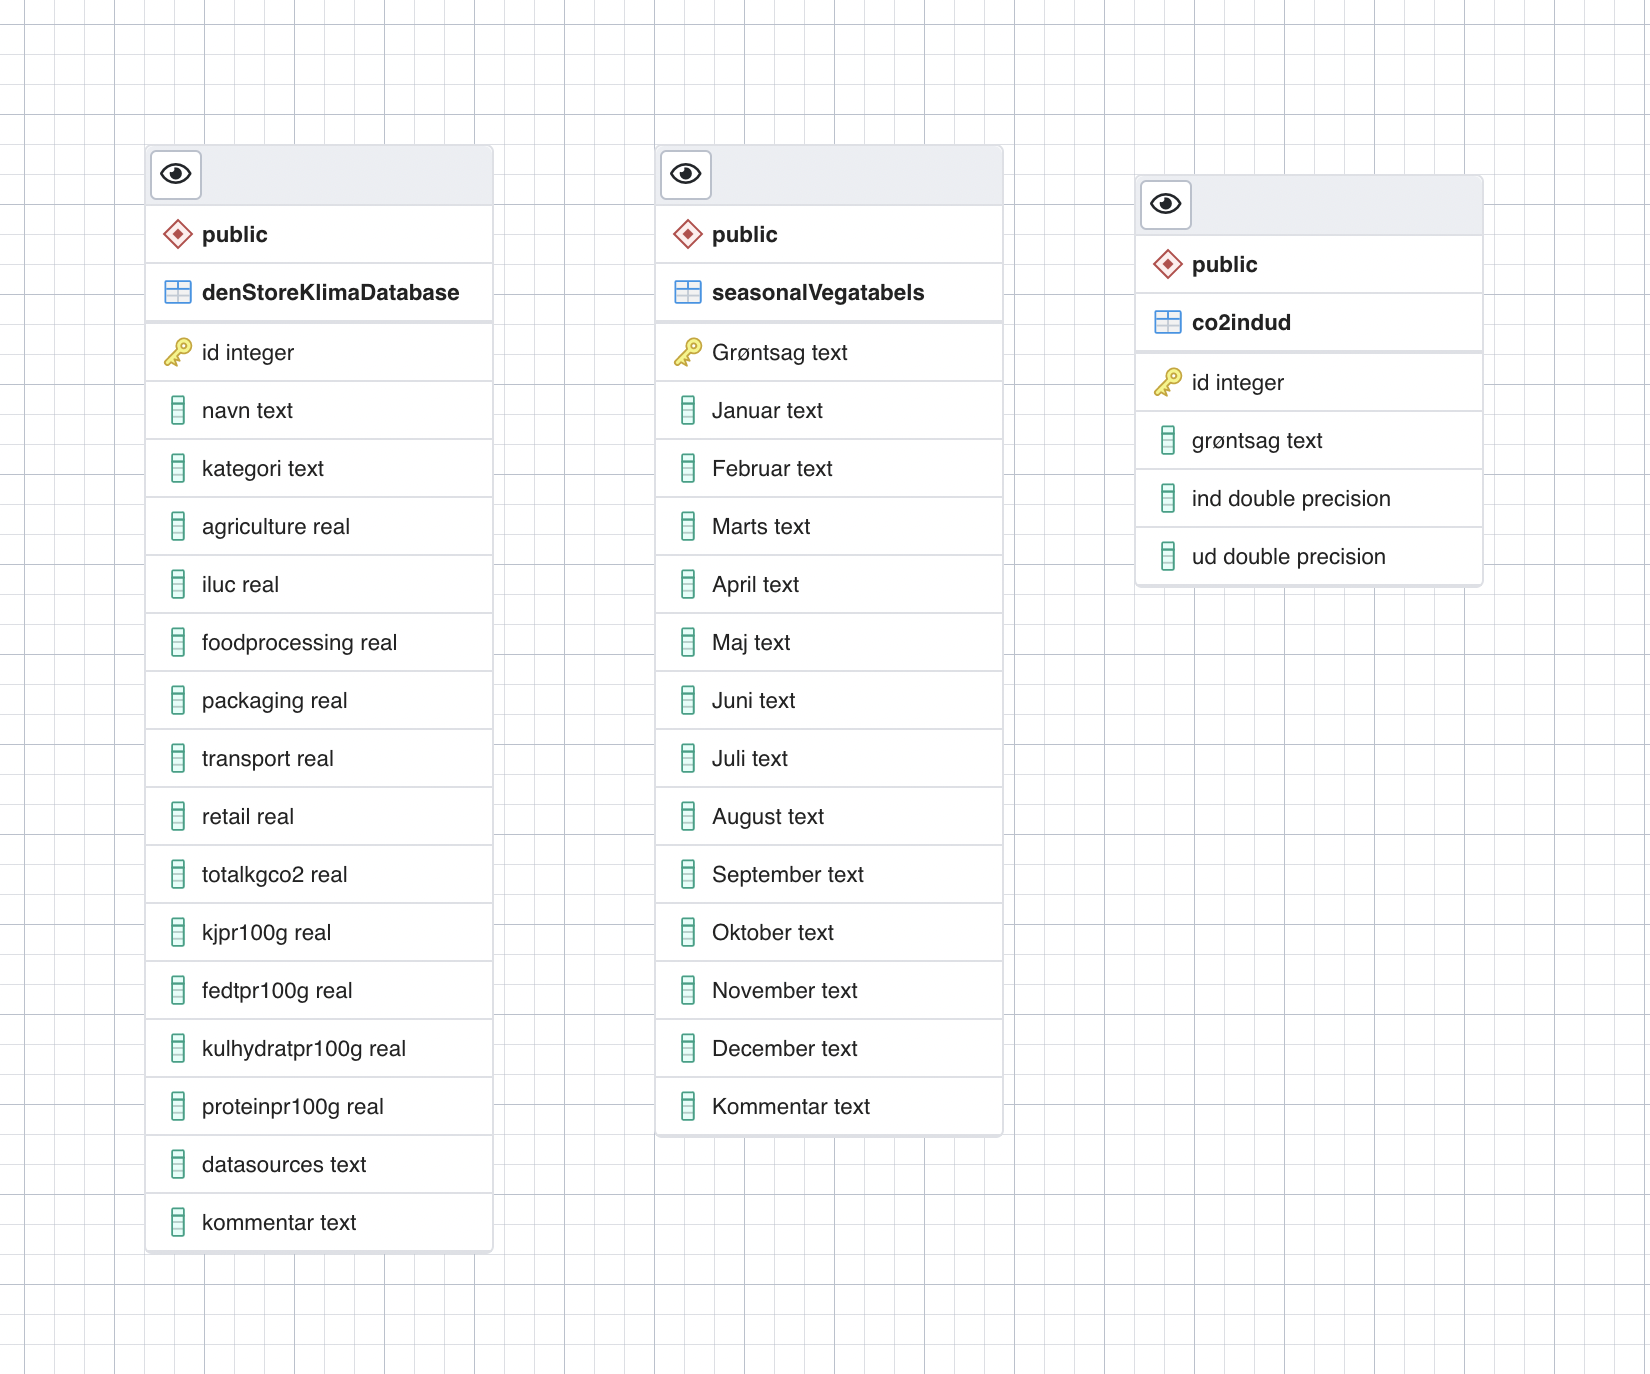 public
denStoreKlimaDatabase
id integer
navn text
kategori text
agriculture real
iluc real
foodprocessing real
packaging real
transport real
retail real
totalkgco2 real
kjpr100g real
fedtpr100g real
kulhydratpr100g real
proteinpr100g real
datasources text
kommentar text
public
seasonalVegatabels
Grøntsag text
Januar text
Februar text
Marts text
April text
Maj text
Juni text
Juli text
August text
September text
Oktober text
November text
December text
Kommentar text
public
co2indud
id integer
grøntsag text
ind double precision
ud double precision